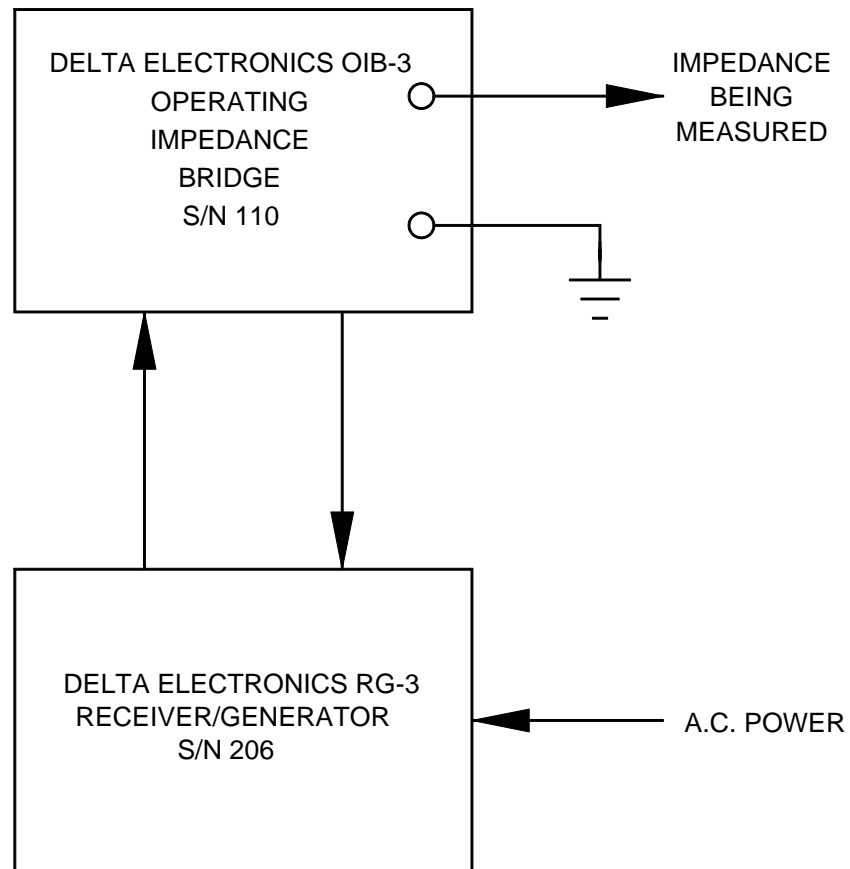 DELTA ELECTRONICS OIB-3
OPERATING
IMPEDANCE
BRIDGE
S/N 110
IMPEDANCE
BEING
MEASURED
DELTA ELECTRONICS RG-3
RECEIVER/GENERATOR
S/N 206
A.C. POWER